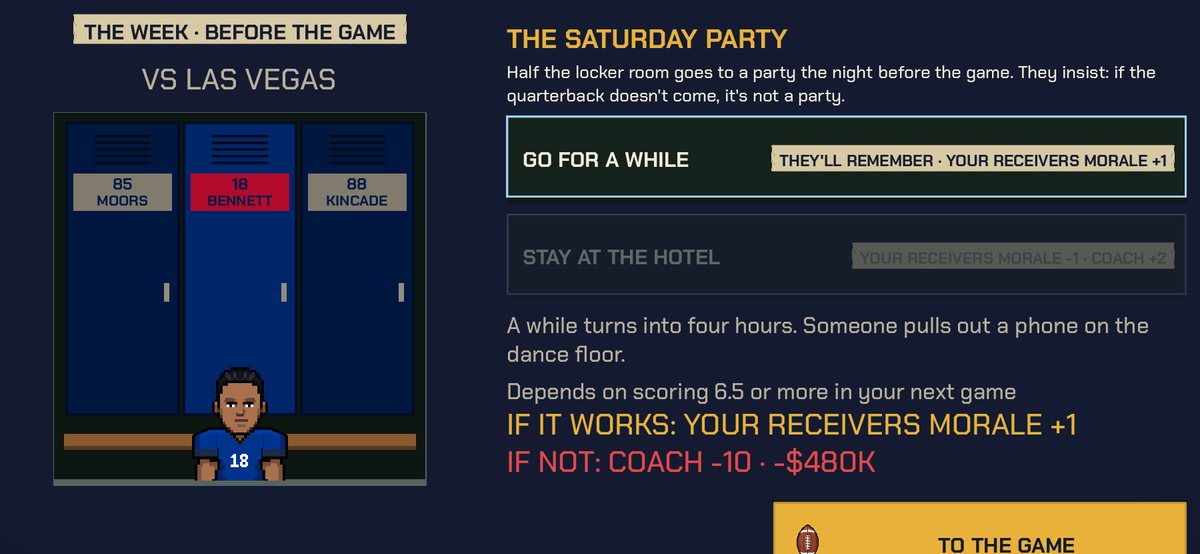 THE WEEK · BEFORE THE GAME
VS LAS VEGAS
85
MOORS
18
BENNETT
88
KINCADE
18
THE SATURDAY PARTY
Half the locker room goes to a party the night before the game. They insist: if the
quarterback doesn't come, it's not a party.
GO FOR A WHILE
THEY'LL REMEMBER · YOUR RECEIVERS MORALE +1
STAY AT THE HOTEL
YOUR RECEIVERS MORALE -1 · COACH +2
A while turns into four hours. Someone pulls out a phone on the
dance floor.
Depends on scoring 6.5 or more in your next game
IF IT WORKS: YOUR RECEIVERS MORALE +1
IF NOT: COACH -10 · -$480K
TO THE GAME